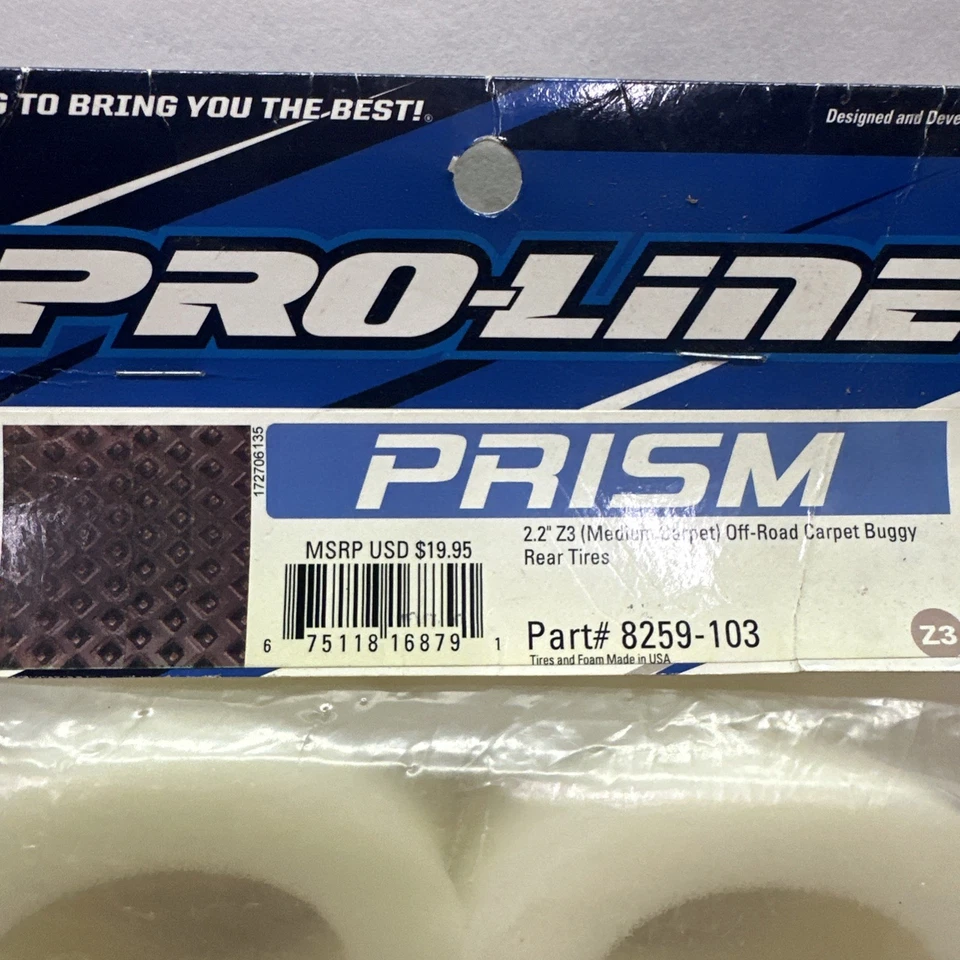 G TO BRING YOU THE BEST!®
Designed and Deve
PRO-LINE
172706135
PRISM
2.2" Z3 (Medium Carpet) Off-Road Carpet Buggy
Rear Tires
MSRP USD $19.95
6 75118 16879 1
Part# 8259-103
Tires and Foam Made in USA
Z3